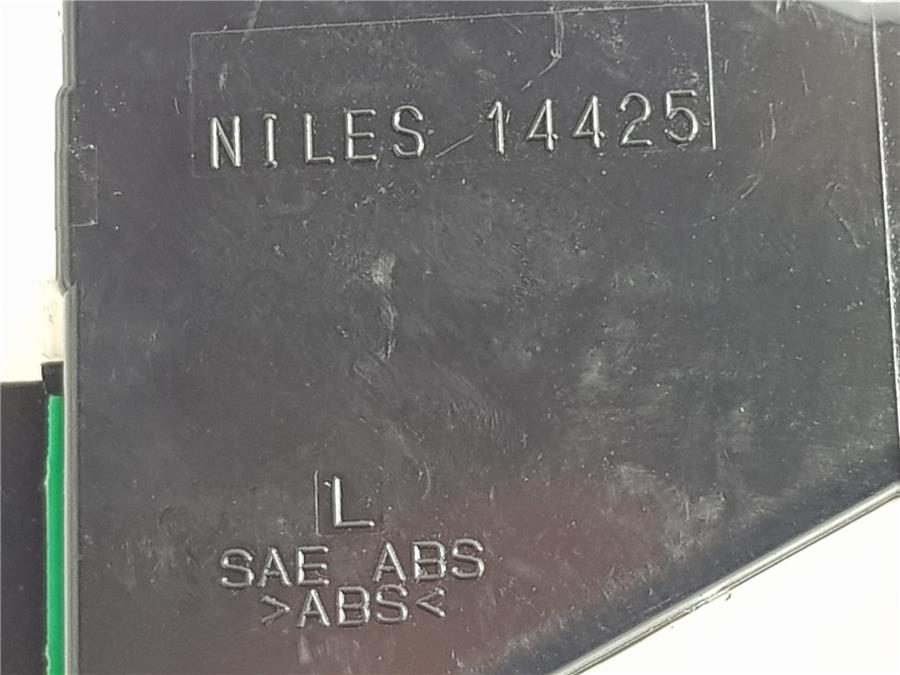 NILES 14425
L
SAE ABS
>ABS<